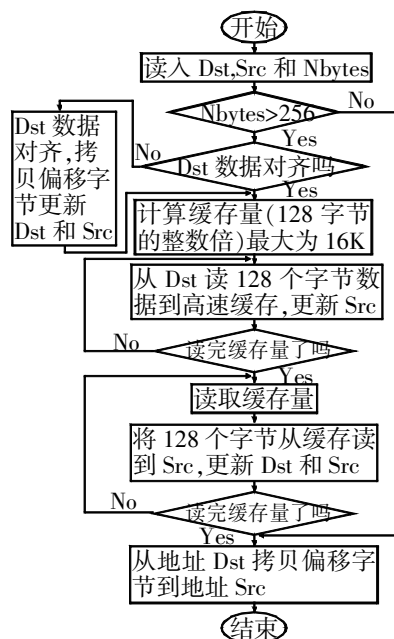 开始
读入 Dst,Src 和 Nbytes
Nbytes>256
No
Yes
Dst 数据
对齐,拷
贝偏移字
节更新
Dst 和 Src
No
Dst 数据对齐吗
Yes
计算缓存量(128 字节
的整数倍)最大为 16K
从 Dst 读 128 个字节数
据到高速缓存,更新 Src
No
读完缓存量了吗
Yes
读取缓存量
将 128 个字节从缓存读
到 Src,更新 Dst 和 Src
No
读完缓存量了吗
Yes
从地址 Dst 拷贝偏移字
节到地址 Src
结束